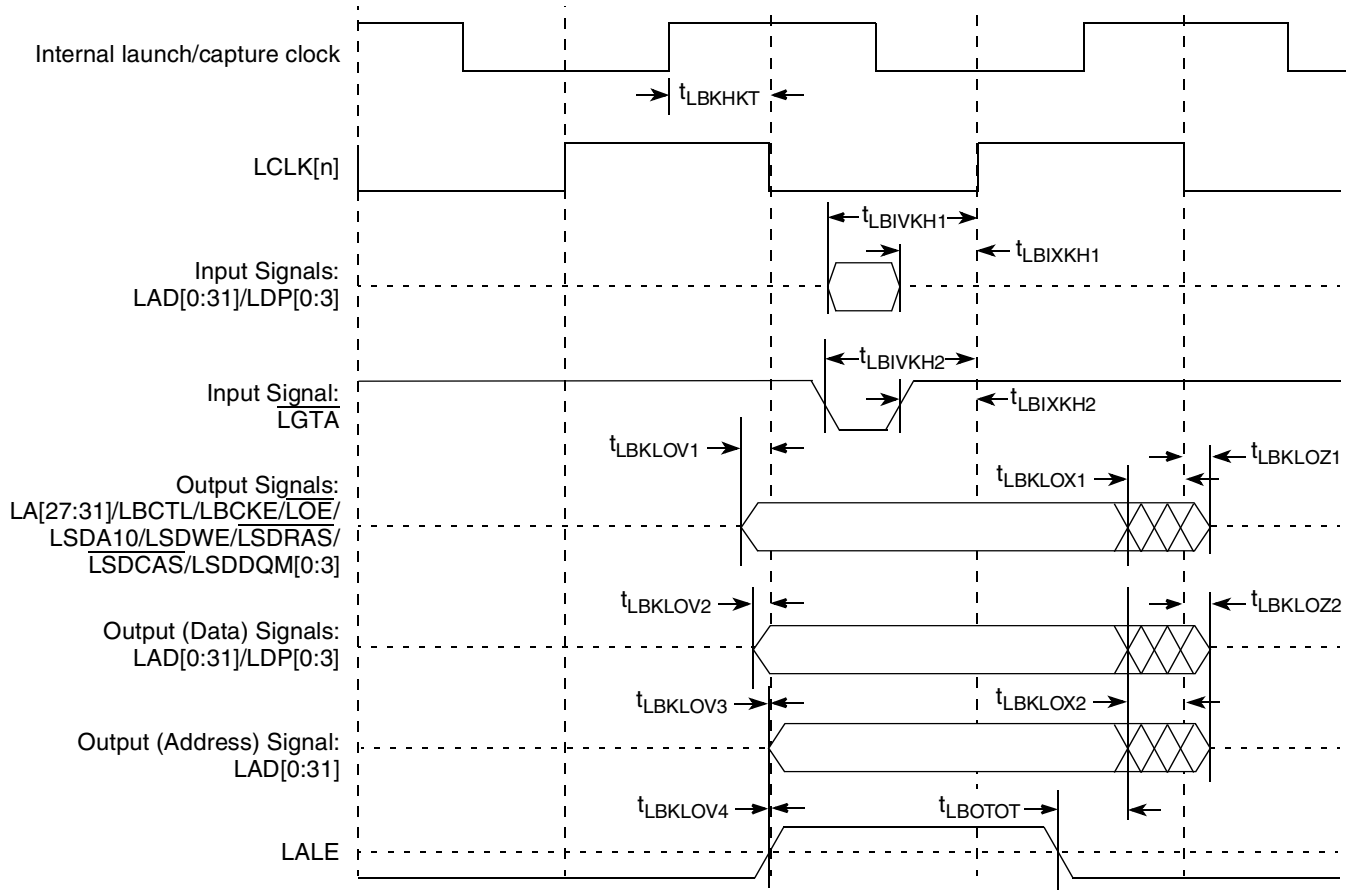 Internal launch/capture clock
tLBKHKT
LCLK[n]
tLBIVKH1
tLBIXKH1
Input Signals:
LAD[0:31]/LDP[0:3]
tLBIVKH2
Input Signal:
LGTA
tLBIXKH2
tLBKLOV1
tLBKLOZ1
tLBKLOX1
Output Signals:
LA[27:31]/LBCTL/LBCKE/LOE/
LSDA10/LSDWE/LSDRAS/
LSDCAS/LSDDQM[0:3]
tLBKLOV2
tLBKLOZ2
Output (Data) Signals:
LAD[0:31]/LDP[0:3]
tLBKLOV3
tLBKLOX2
Output (Address) Signal:
LAD[0:31]
tLBKLOV4
tLBOTOT
LALE